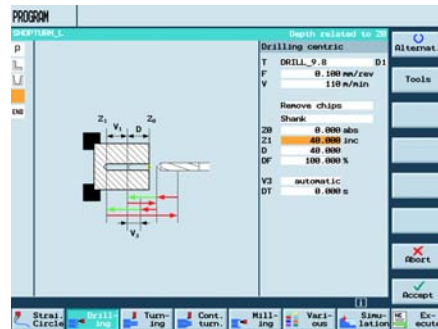 PROGRAM
SHOPTURN_L
Depth related to Z0
Drilling centric
Alternat.
T DRILL_9.8 D1
F 0.100 mm/rev
V 110 m/min
Tools
P
END
Remove chips
Shank
Z0 0.000 abs
Z1 40.000 inc
D 40.000
DF 100.000 %
V3 automatic
DT 0.000 s
Z1 Z0
V1 D
V3
Abort
Accept
Strai. Circle
Drill- ing
Turn- ing
Cont. turn.
Mill- ing
Vari- ous
Simu- lation
NC Ex- ecute